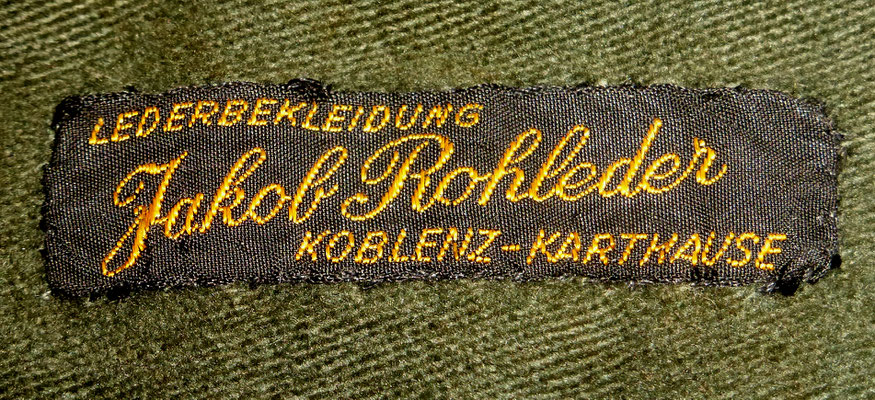 LEDERBEKLEIDUNG
Jakob Rohleder
KOBLENZ-KARTHAUSE